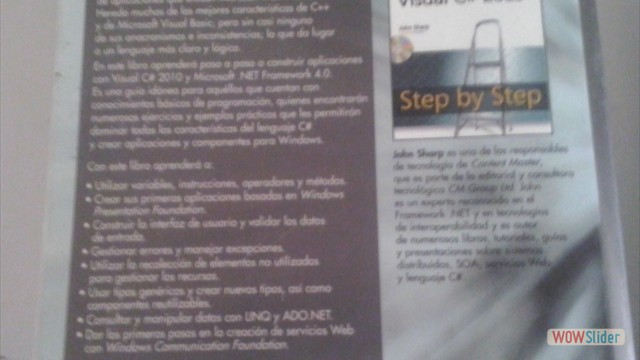 Hereda muchas de las mejores características de C++
y de Microsoft Visual Basic; pero sin casi ninguno
de sus anacronismos e inconsistencias; lo que da lugar
a un lenguaje más claro y lógico.
En este libro aprenderá paso a paso a construir aplicaciones
con Visual C# 2010 y Microsoft .NET Framework 4.0.
Es una guía idónea para aquellos que cuentan con
conocimientos básicos de programación, quienes encontrarán
numerosos ejercicios y ejemplos prácticos que les permitirán
dominar todas las características del lenguaje C#
y crear aplicaciones y componentes para Windows.
Con este libro aprenderá a:
• Utilizar variables, instrucciones, operadores y métodos.
• Crear sus primeras aplicaciones basadas en Windows
Presentation Foundation.
• Construir la interfaz de usuario y validar los datos
de entrada.
• Gestionar errores y manejar excepciones.
• Utilizar la recolección de elementos no utilizados
para gestionar los recursos.
• Usar tipos genéricos y crear nuevos tipos, así como
componentes reutilizables.
• Consultar y manipular datos con LINQ y ADO.NET.
• Dar los primeros pasos en la creación de servicios Web
con Windows Communication Foundation.
Visual C#
John Sharp
Step by Step
John Sharp es uno de los responsables
de tecnología de Content Master,
que es parte de la editorial y consultora
tecnológica CM Group Ltd. John
es un experto reconocido en el
Framework .NET y en tecnologías
de interoperabilidad y es autor
de numerosos libros, tutoriales, guías
y presentaciones sobre sistemas
distribuidos, SOA, servicios Web
y lenguaje C#.
WOWSlider